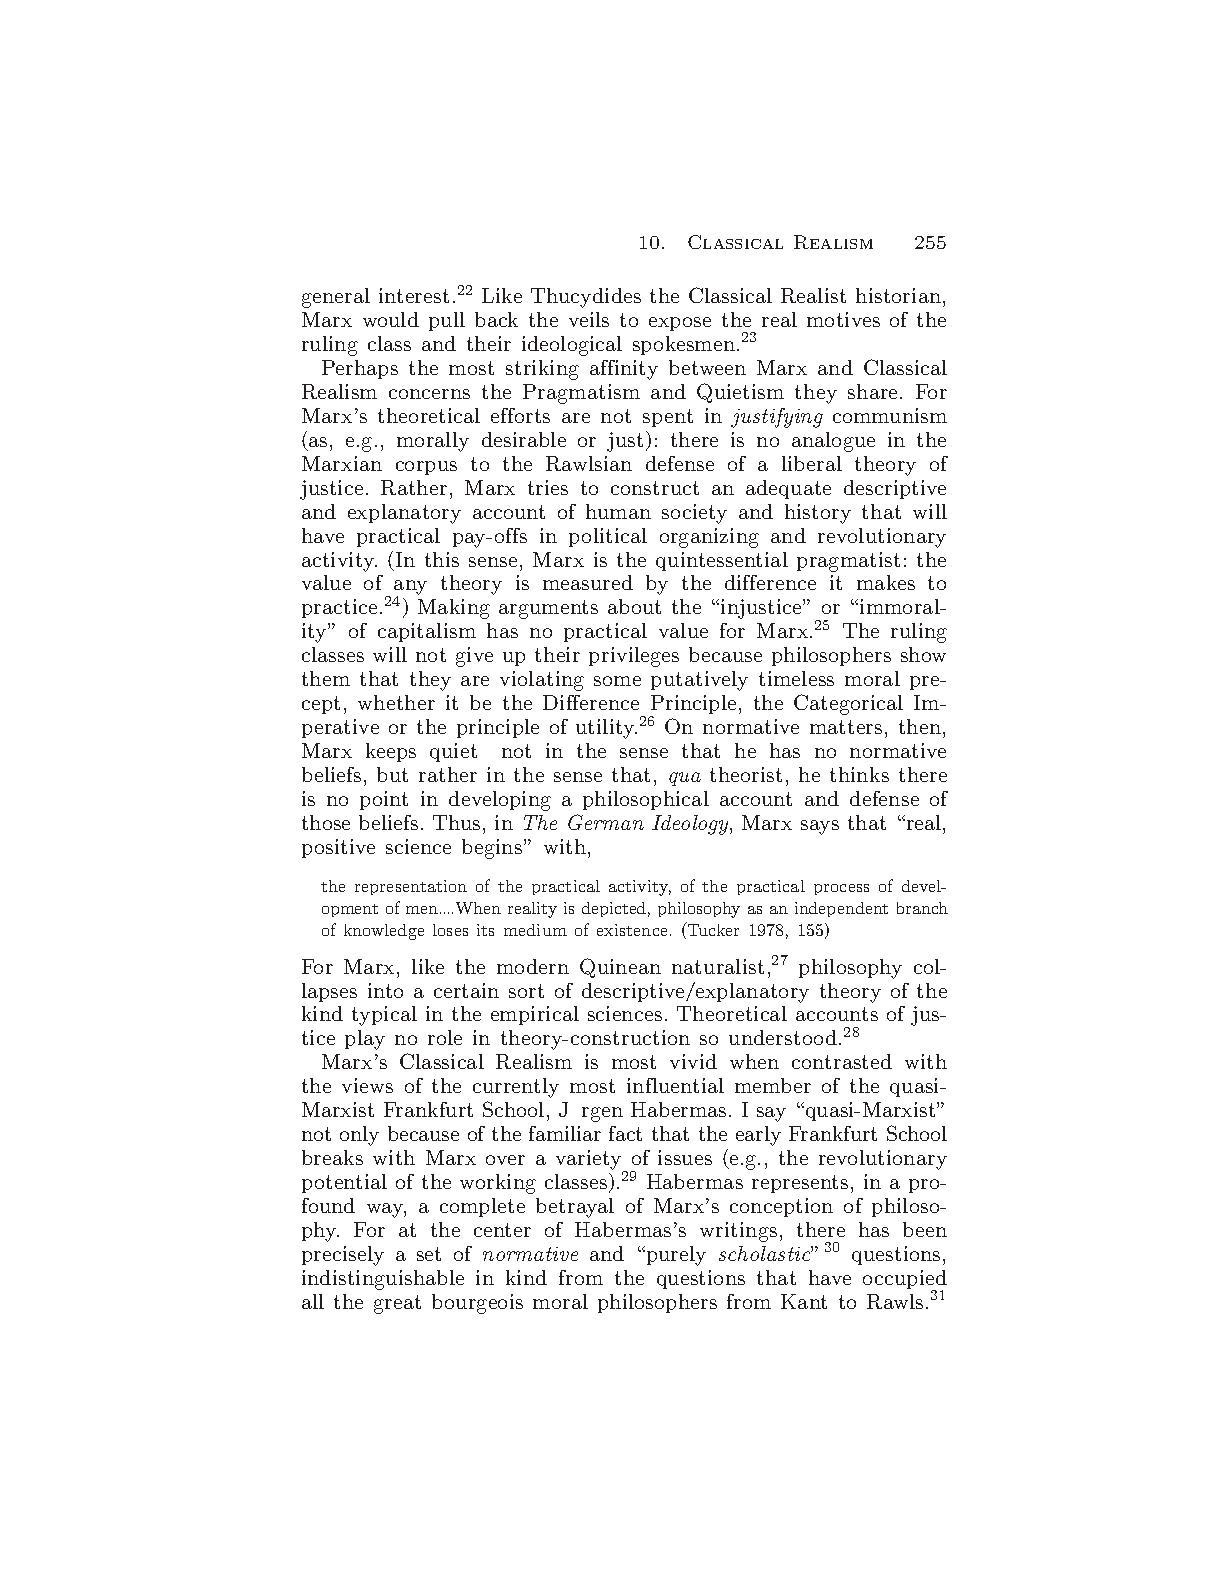 10. Classical Realism 255
general interest.22 Like Thucydides the Classical Realist historian,
Marx would pull back the veils to expose the real motives of the
ruling class and their ideological spokesmen.23
Perhaps the most striking affinity between Marx and Classical
Realism concerns the Pragmatism and Quietism they share. For
Marx's theoretical efforts are not spent in justifying communism
(as, e.g., morally desirable or just): there is no analogue in the
Marxian corpus to the Rawlsian defense of a liberal theory of
justice. Rather, Marx tries to construct an adequate descriptive
and explanatory account of human society and history that will
have practical pay-offs in political organizing and revolutionary
activity. (In this sense, Marx is the quintessential pragmatist: the
value of any theory is measured by the difference it makes to
practice.24) Making arguments about the “injustice” or “immoral-
ity” of capitalism has no practical value for Marx.25 The ruling
classes will not give up their privileges because philosophers show
them that they are violating some putatively timeless moral pre-
cept, whether it be the Difference Principle, the Categorical Im-
perative or the principle of utility.26 On normative matters, then,
Marx keeps quiet not in the sense that he has no normative
beliefs, but rather in the sense that, qua theorist, he thinks there
is no point in developing a philosophical account and defense of
those beliefs. Thus, in The German Ideology, Marx says that “real,
positive science begins” with,
the representation of the practical activity, of the practical process of devel-
opment of men....When reality is depicted, philosophy as an independent branch
of knowledge loses its medium of existence. (Tucker 1978, 155)
For Marx, like the modern Quinean naturalist,27 philosophy col-
lapses into a certain sort of descriptive/explanatory theory of the
kind typical in the empirical sciences. Theoretical accounts of jus-
tice play no role in theory-construction so understood.28
Marx's Classical Realism is most vivid when contrasted with
the views of the currently most influential member of the quasi-
Marxist Frankfurt School, J rgen Habermas. I say “quasi-Marxist”
not only because of the familiar fact that the early Frankfurt School
breaks with Marx over a variety of issues (e.g., the revolutionary
potential of the working classes).29 Habermas represents, in a pro-
found way, a complete betrayal of Marx's conception of philoso-
phy. For at the center of Habermas's writings, there has been
precisely a set of normative and “purely scholastic”30 questions,
indistinguishable in kind from the questions that have occupied
all the great bourgeois moral philosophers from Kant to Rawls.31